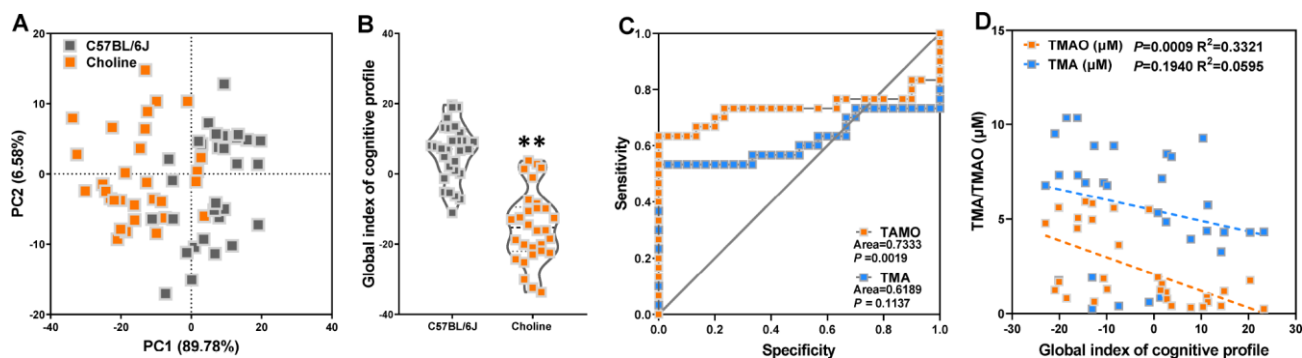 A
C57BL/6J
Choline
20
10
0
-10
-20
-40
-20
0
20
40
PC2 (6.58%)
PC1 (89.78%)
B
Global index of cognitive profile
40
20
0
-20
-40
**
C57BL/6J
Choline
C
Sensitivity
1.0
0.8
0.6
0.4
0.2
0.0
TAMO
Area=0.7333
P =0.0019
TMA
Area=0.6189
P = 0.1137
0.0
0.2
0.4
0.6
0.8
1.0
Specificity
D
TMAO (μM) P=0.0009 R²=0.3321
TMA (μM) P=0.1940 R²=0.0595
TMA/TMAO (μM)
15
10
5
0
-30
-20
-10
0
10
20
30
Global index of cognitive profile